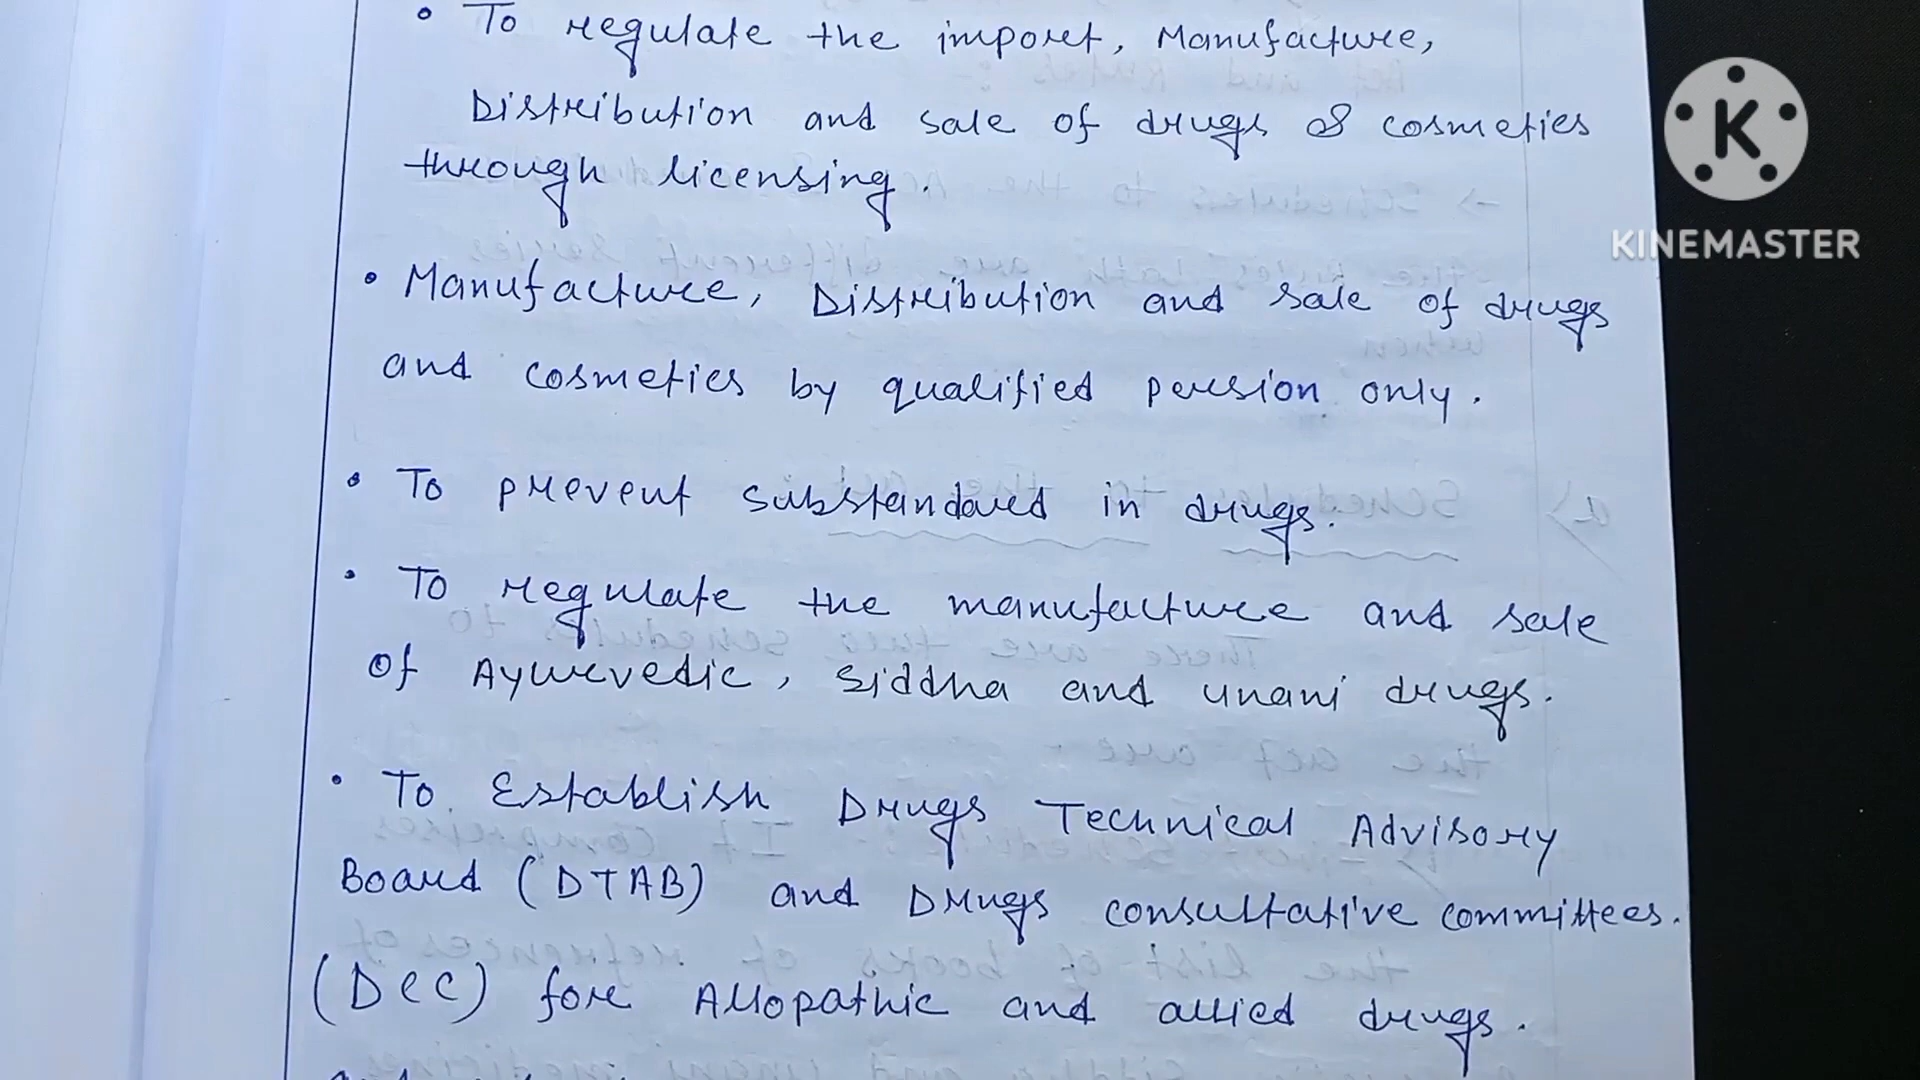 • To regulate the import, Manufacture,
Distribution and sale of drugs & cosmetics
through licensing.
• Manufacture, Distribution and sale of drugs
and cosmetics by qualified persion only.
• To prevent substandard in drugs.
• To regulate the manufacture and sale
of Ayurvedic, Siddha and unani drugs.
• To Establish Drugs Technical Advisory
Board (DTAB) and Drugs consultative committees.
(DCC) for Allopathic and allied drugs.
K
KINEMASTER